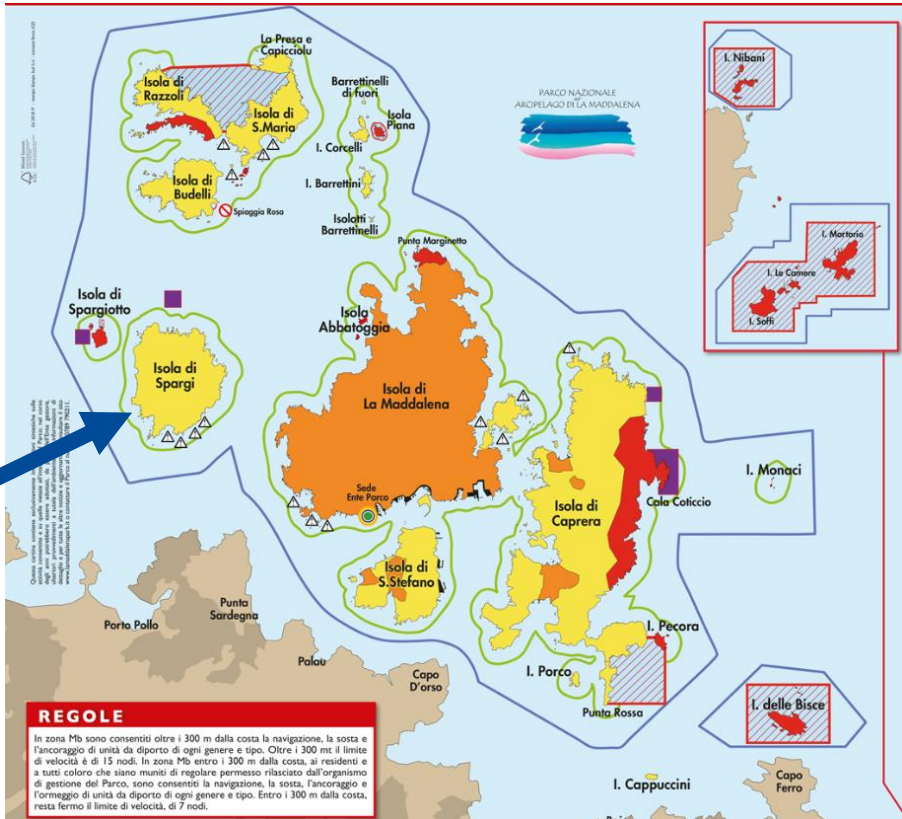 La Presa e
Capicciolu
Isola di
Razzoli
Isola di
S.Maria
Barrettinelli
di fuori
Isola
Piana
I. Corcelli
PARCO NAZIONALE
ARCIPELAGO DI LA MADDALENA
I. Nibani
Isola di
Budelli
Spioggia Rosa
I. Barrettini
Isolotti
Barrettinelli
Punta Marginetto
I. Mortorio
I. Le Camere
I. Soffi
Isola di
Spargiotto
Isola
Abbatoggia
Isola di
Spargi
Isola di
La Maddalena
I. Monaci
Sede
Ente Parco
Isola di
Caprera
Cala Coticcio
Isola di
S.Stefano
Punta
Sardegna
Porto Pollo
Palau
Capo
D'orso
I. Pecora
I. Porco
Punta Rossa
I. delle Bisce
I. Cappuccini
Capo
Ferro
REGOLE
In zona Mb sono consentiti oltre i 300 m dalla costa la navigazione, la sosta e
l'ancoraggio di unità da diporto di ogni genere e tipo. Oltre i 300 mt il limite
di velocità è di 15 nodi. In zona Mb entro i 300 m dalla costa, ai residenti e
a tutti coloro che siano muniti di regolare permesso rilasciato dall'organismo
di gestione del Parco, sono consentiti la navigazione, la sosta, l'ancoraggio e
l'ormeggio di unità da diporto di ogni genere e tipo. Entro i 300 m dalla costa,
resta fermo il limite di velocità, di 7 nodi.